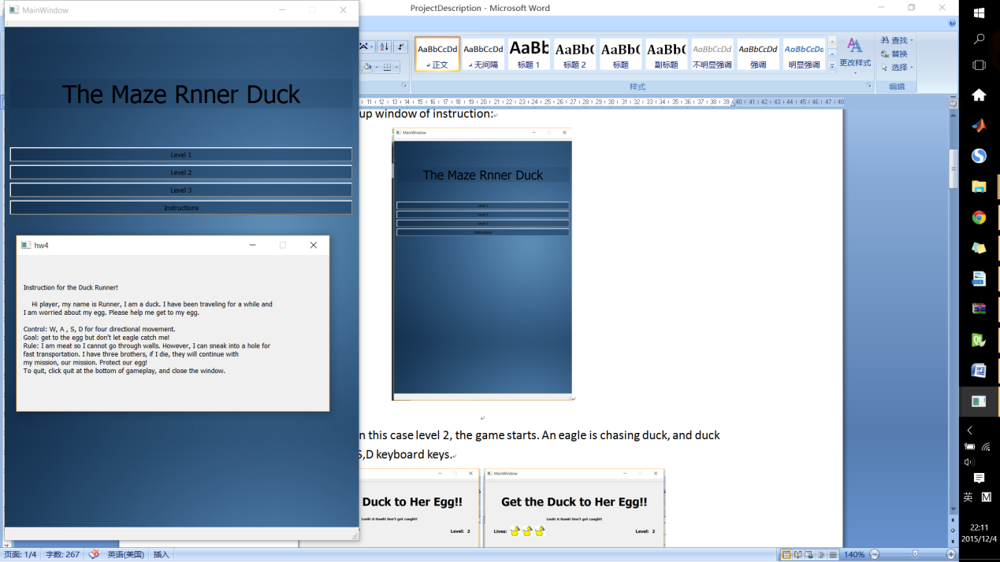 MainWindow
The Maze Rnner Duck
Level 1
Level 2
Level 3
Instructions
hw4
Instruction for the Duck Runner!
Hi player, my name is Runner, I am a duck. I have been traveling for a while and
I am worried about my egg. Please help me get to my egg.
Control: W, A , S, D for four directional movement.
Goal: get to the egg but don't let eagle catch me!
Rule: I am meat so I cannot go through walls. However, I can sneak into a hole for
fast transportation. I have three brothers, if I die, they will continue with
my mission, our mission. Protect our egg!
To quit, click quit at the bottom of gameplay, and close the window.
ProjectDescription - Microsoft Word
AaBbCcDd AaBbCcDd AaBb AaBbC AaBbC AaBbC AaBbCcDd AaBbCcDd AaBbCcDc
正文 无间隔 标题 1 标题 2 标题 副标题 不明显强调 强调 明显强调
更改样式
查找
替换
选择
样式
编辑
11 12 13 14 15 16 17 18 19 20 21 22 23 24 25 26 27 28 29 30 31 32 33 34 35 36 37 38 39 40 41 42 43 44 45 46 47 48
up window of instruction:
MainWindow
The Maze Rnner Duck
Level 1
Level 2
Level 3
Instructions
n this case level 2, the game starts. An eagle is chasing duck, and duck
S,D keyboard keys.
Duck to Her Egg!!
Look! A Hawk! Don't get caught!
Level: 2
MainWindow
Get the Duck to Her Egg!!
Look! A Hawk! Don't get caught!
Lives:
Level: 2
页面: 1/4
字数: 267
英语(美国)
插入
140%
英
M
22:11
2015/12/4